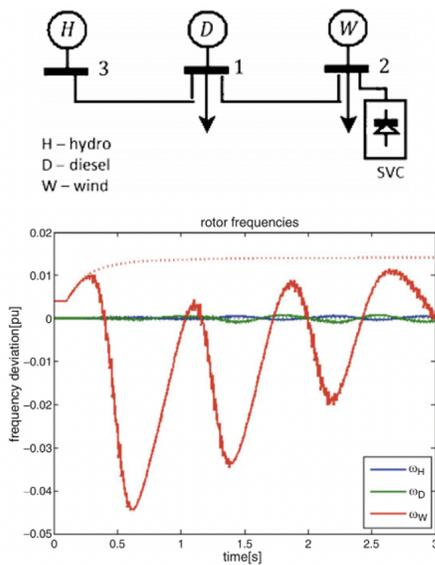 H
D
W
3
1
2
H – hydro
D – diesel
W – wind
SVC
rotor frequencies
frequency deviation[pu]
0.02
0.01
0
−0.01
−0.02
−0.03
−0.04
−0.05
0
0.5
1
1.5
2
2.5
3
time[s]
ωH
ωD
ωW